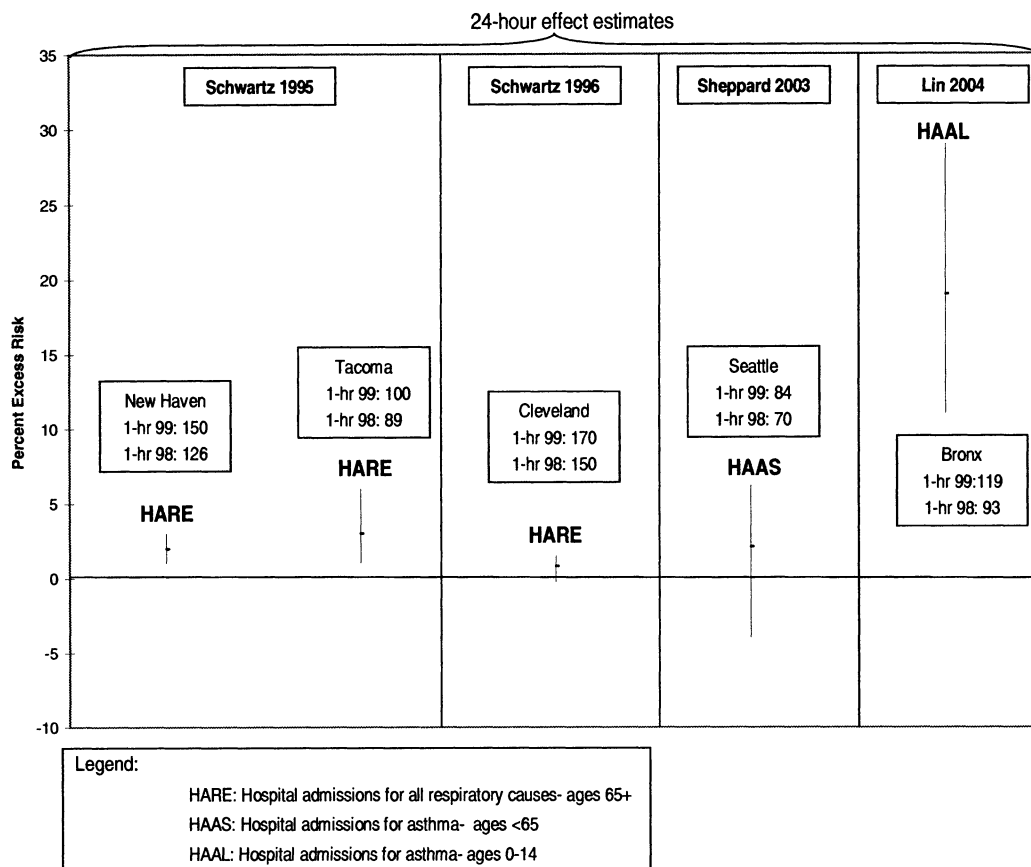 24-hour effect estimates
35
30
25
20
15
10
5
0
-5
-10
Percent Excess Risk
Schwartz 1995
Schwartz 1996
Sheppard 2003
Lin 2004
New Haven
1-hr 99: 150
1-hr 98: 126
HARE
Tacoma
1-hr 99: 100
1-hr 98: 89
HARE
Cleveland
1-hr 99: 170
1-hr 98: 150
HARE
Seattle
1-hr 99: 84
1-hr 98: 70
HAAS
HAAL
Bronx
1-hr 99:119
1-hr 98: 93
Legend:
HARE: Hospital admissions for all respiratory causes- ages 65+
HAAS: Hospital admissions for asthma- ages <65
HAAL: Hospital admissions for asthma- ages 0-14